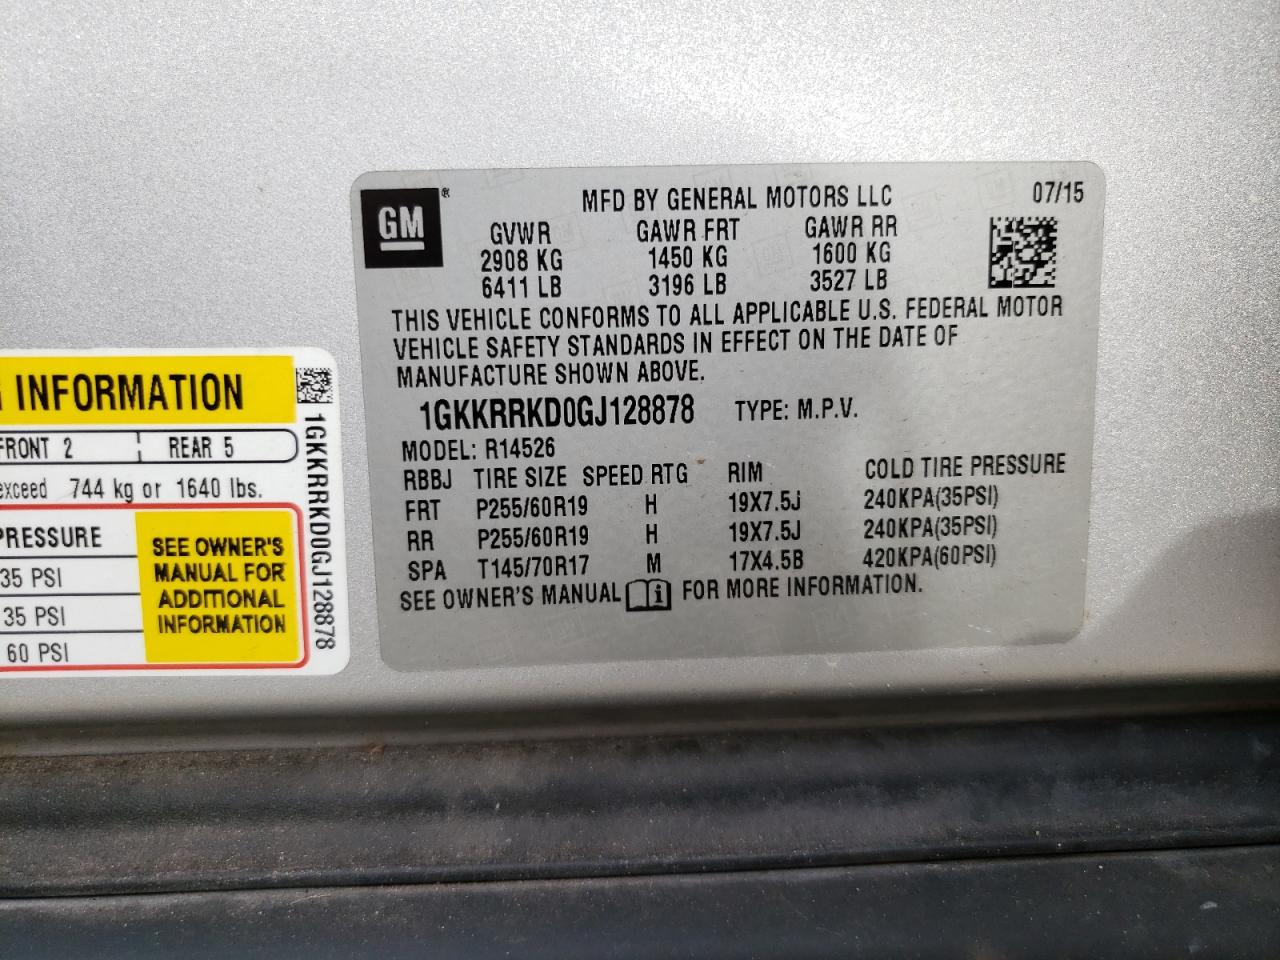 GM ®
MFD BY GENERAL MOTORS LLC 07/15
GVWR GAWR FRT GAWR RR
2908 KG 1450 KG 1600 KG
6411 LB 3196 LB 3527 LB
THIS VEHICLE CONFORMS TO ALL APPLICABLE U.S. FEDERAL MOTOR
VEHICLE SAFETY STANDARDS IN EFFECT ON THE DATE OF
MANUFACTURE SHOWN ABOVE.
1GKKRRKD0GJ128878 TYPE: M.P.V.
MODEL: R14526
RBBJ TIRE SIZE SPEED RTG RIM COLD TIRE PRESSURE
FRT P255/60R19 H 19X7.5J 240KPA(35PSI)
RR P255/60R19 H 19X7.5J 240KPA(35PSI)
SPA T145/70R17 M 17X4.5B 420KPA(60PSI)
SEE OWNER'S MANUAL i FOR MORE INFORMATION.
INFORMATION
FRONT 2 REAR 5
exceed 744 kg or 1640 lbs.
PRESSURE
35 PSI
35 PSI
60 PSI
SEE OWNER'S
MANUAL FOR
ADDITIONAL
INFORMATION
1GKKRRKD0GJ128878